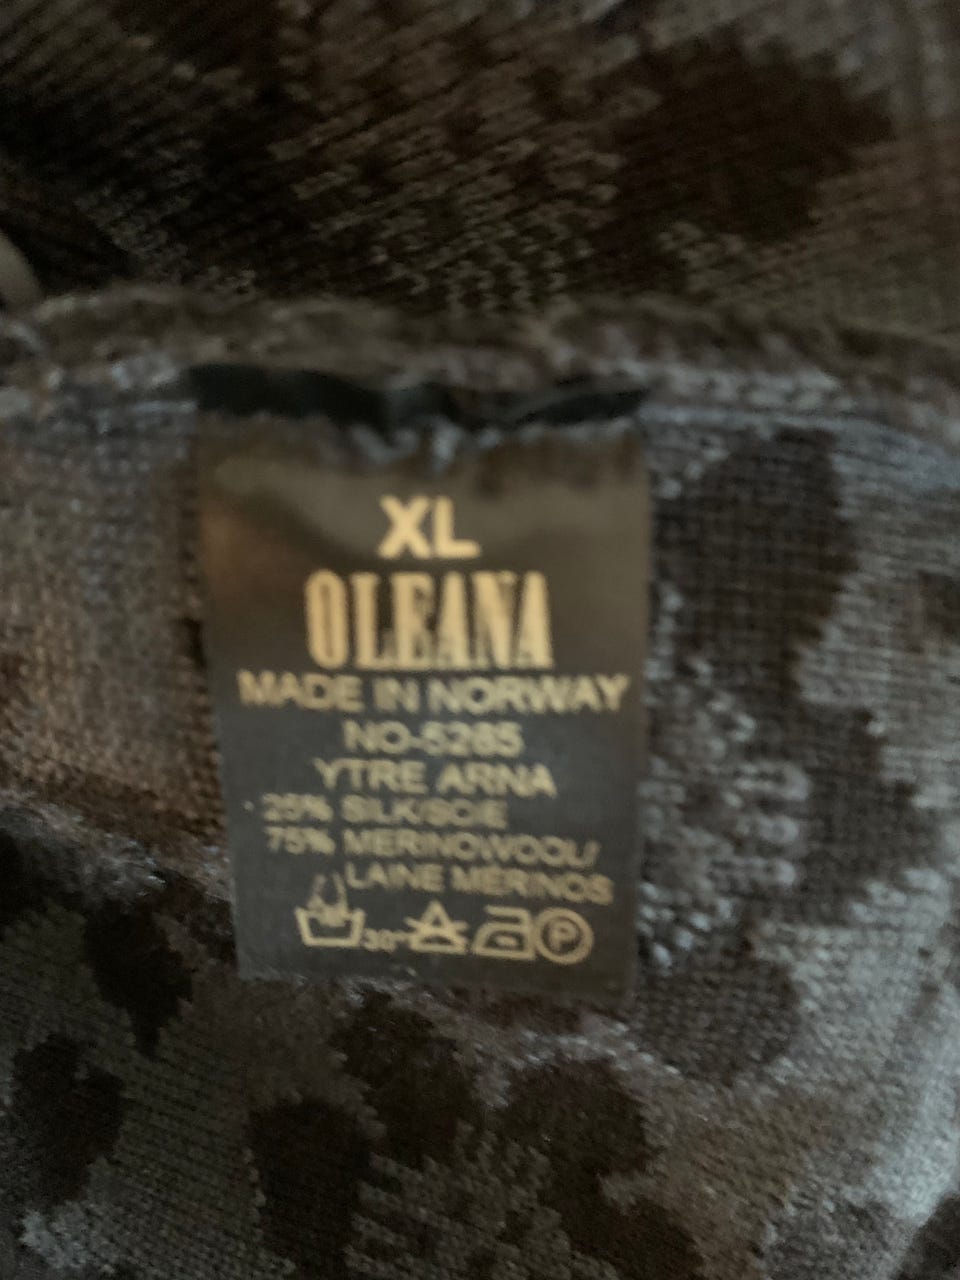 XL
OLEANA
MADE IN NORWAY
NO-5265
YTRE ARNA
25% SILK/SOIE
75% MERINOWOOL/
LAINE MERINOS
30° P